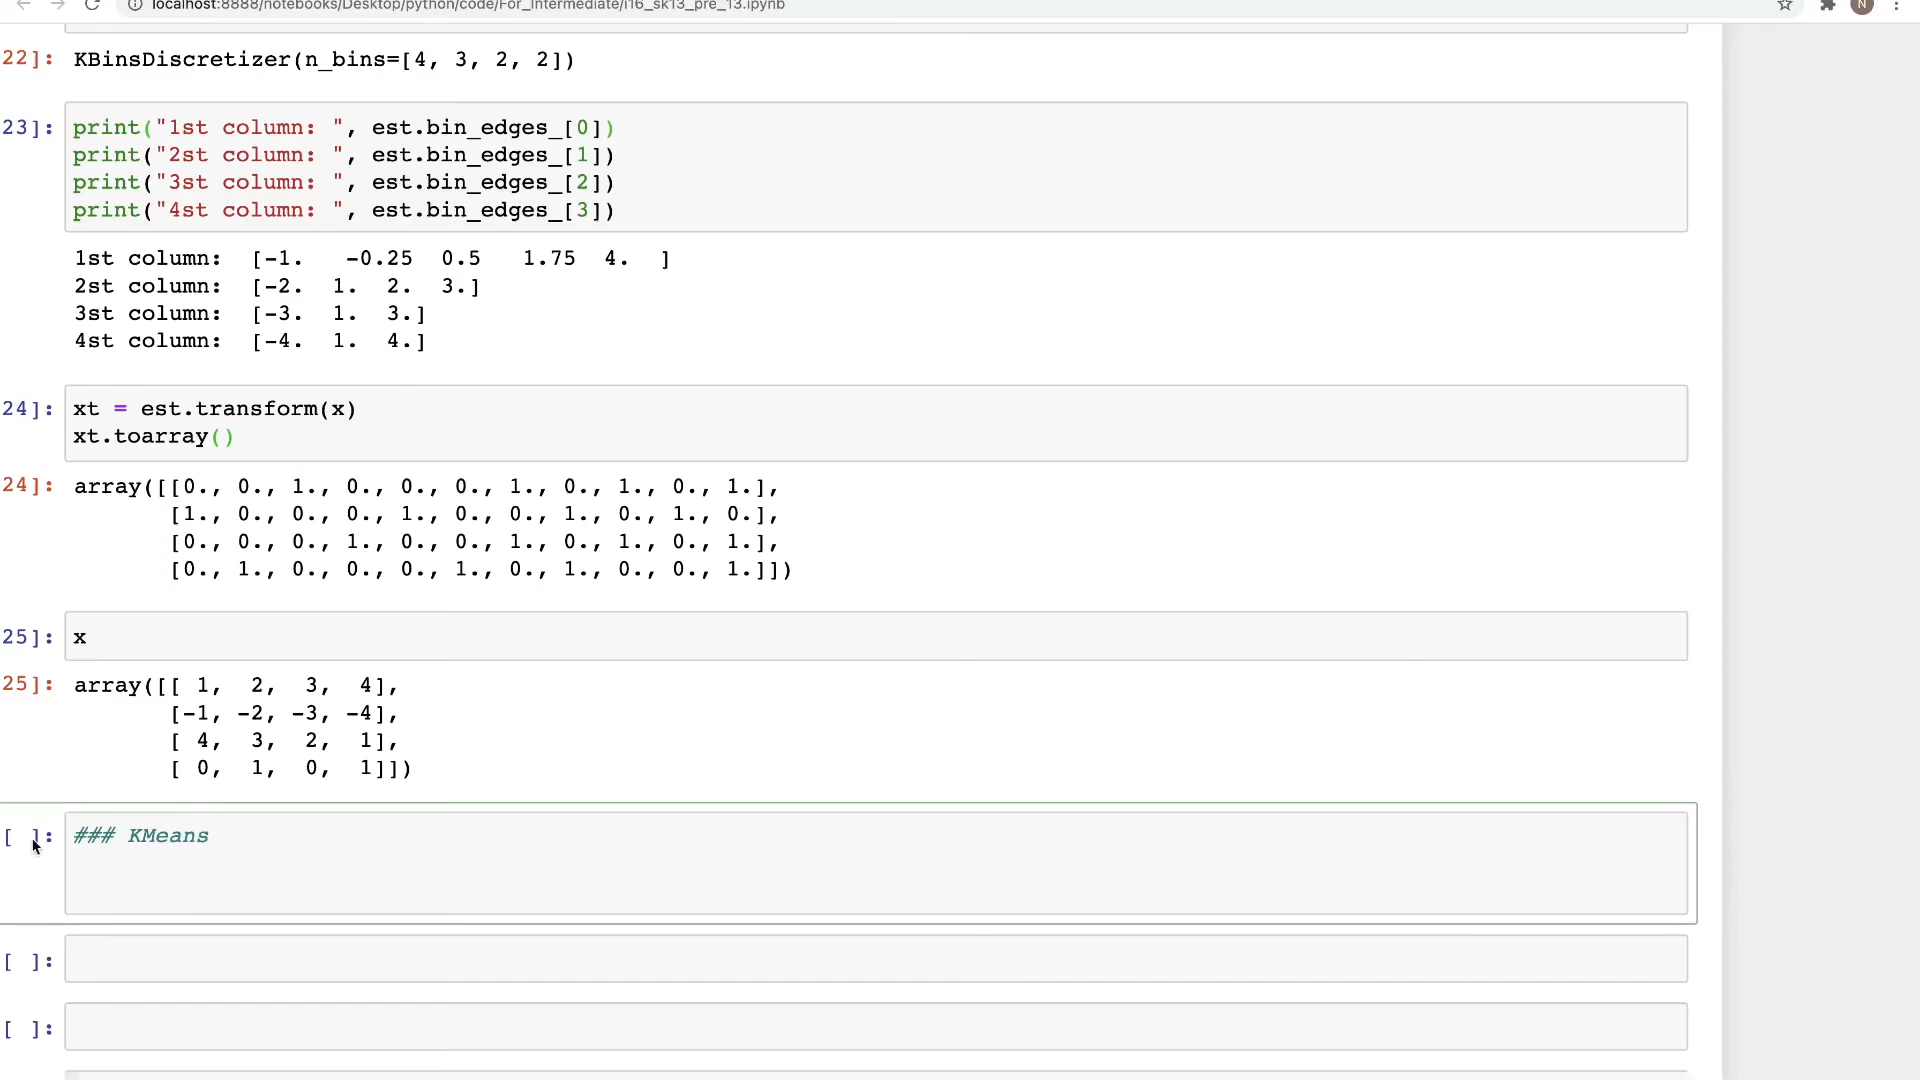 localhost:8888/notebooks/Desktop/python/code/For_Intermediate/i16_sk13_pre_13.ipynb
N
22]: KBinsDiscretizer(n_bins=[4, 3, 2, 2])
23]: print("1st column: ", est.bin_edges_[0])
print("2st column: ", est.bin_edges_[1])
print("3st column: ", est.bin_edges_[2])
print("4st column: ", est.bin_edges_[3])
1st column:  [-1.   -0.25  0.5   1.75  4.  ]
2st column:  [-2.  1.  2.  3.]
3st column:  [-3.  1.  3.]
4st column:  [-4.  1.  4.]
24]: xt = est.transform(x)
xt.toarray()
24]: array([[0., 0., 1., 0., 0., 0., 1., 0., 1., 0., 1.],
[1., 0., 0., 0., 1., 0., 0., 1., 0., 1., 0.],
[0., 0., 0., 1., 0., 0., 1., 0., 1., 0., 1.],
[0., 1., 0., 0., 0., 1., 0., 1., 0., 0., 1.]])
25]: x
25]: array([[ 1,  2,  3,  4],
[-1, -2, -3, -4],
[ 4,  3,  2,  1],
[ 0,  1,  0,  1]])
[ ]: ### KMeans
[ ]:
[ ]: